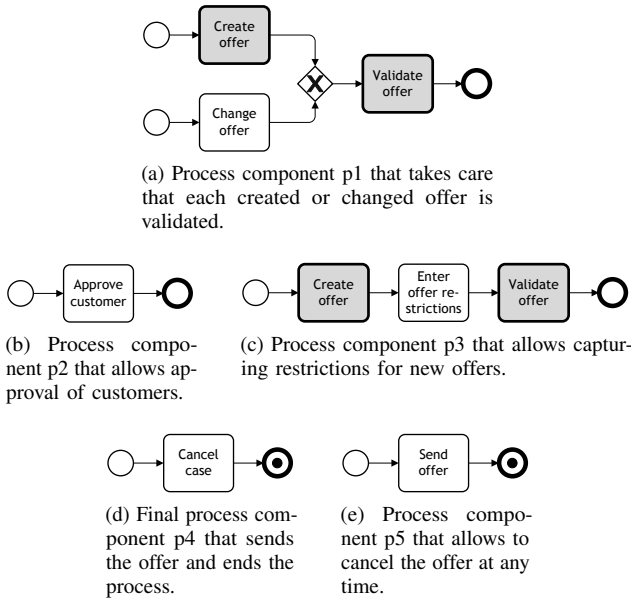 Create
offer
Validate
offer
Change
offer
(a) Process component p1 that takes care
that each created or changed offer is
validated.
Approve
customer
(b) Process compo-
nent p2 that allows ap-
proval of customers.
Create
offer
Enter
offer re-
strictions
Validate
offer
(c) Process component p3 that allows captur-
ing restrictions for new offers.
Cancel
case
(d) Final process com-
ponent p4 that sends
the offer and ends the
process.
Send
offer
(e) Process compo-
nent p5 that allows to
cancel the offer at any
time.